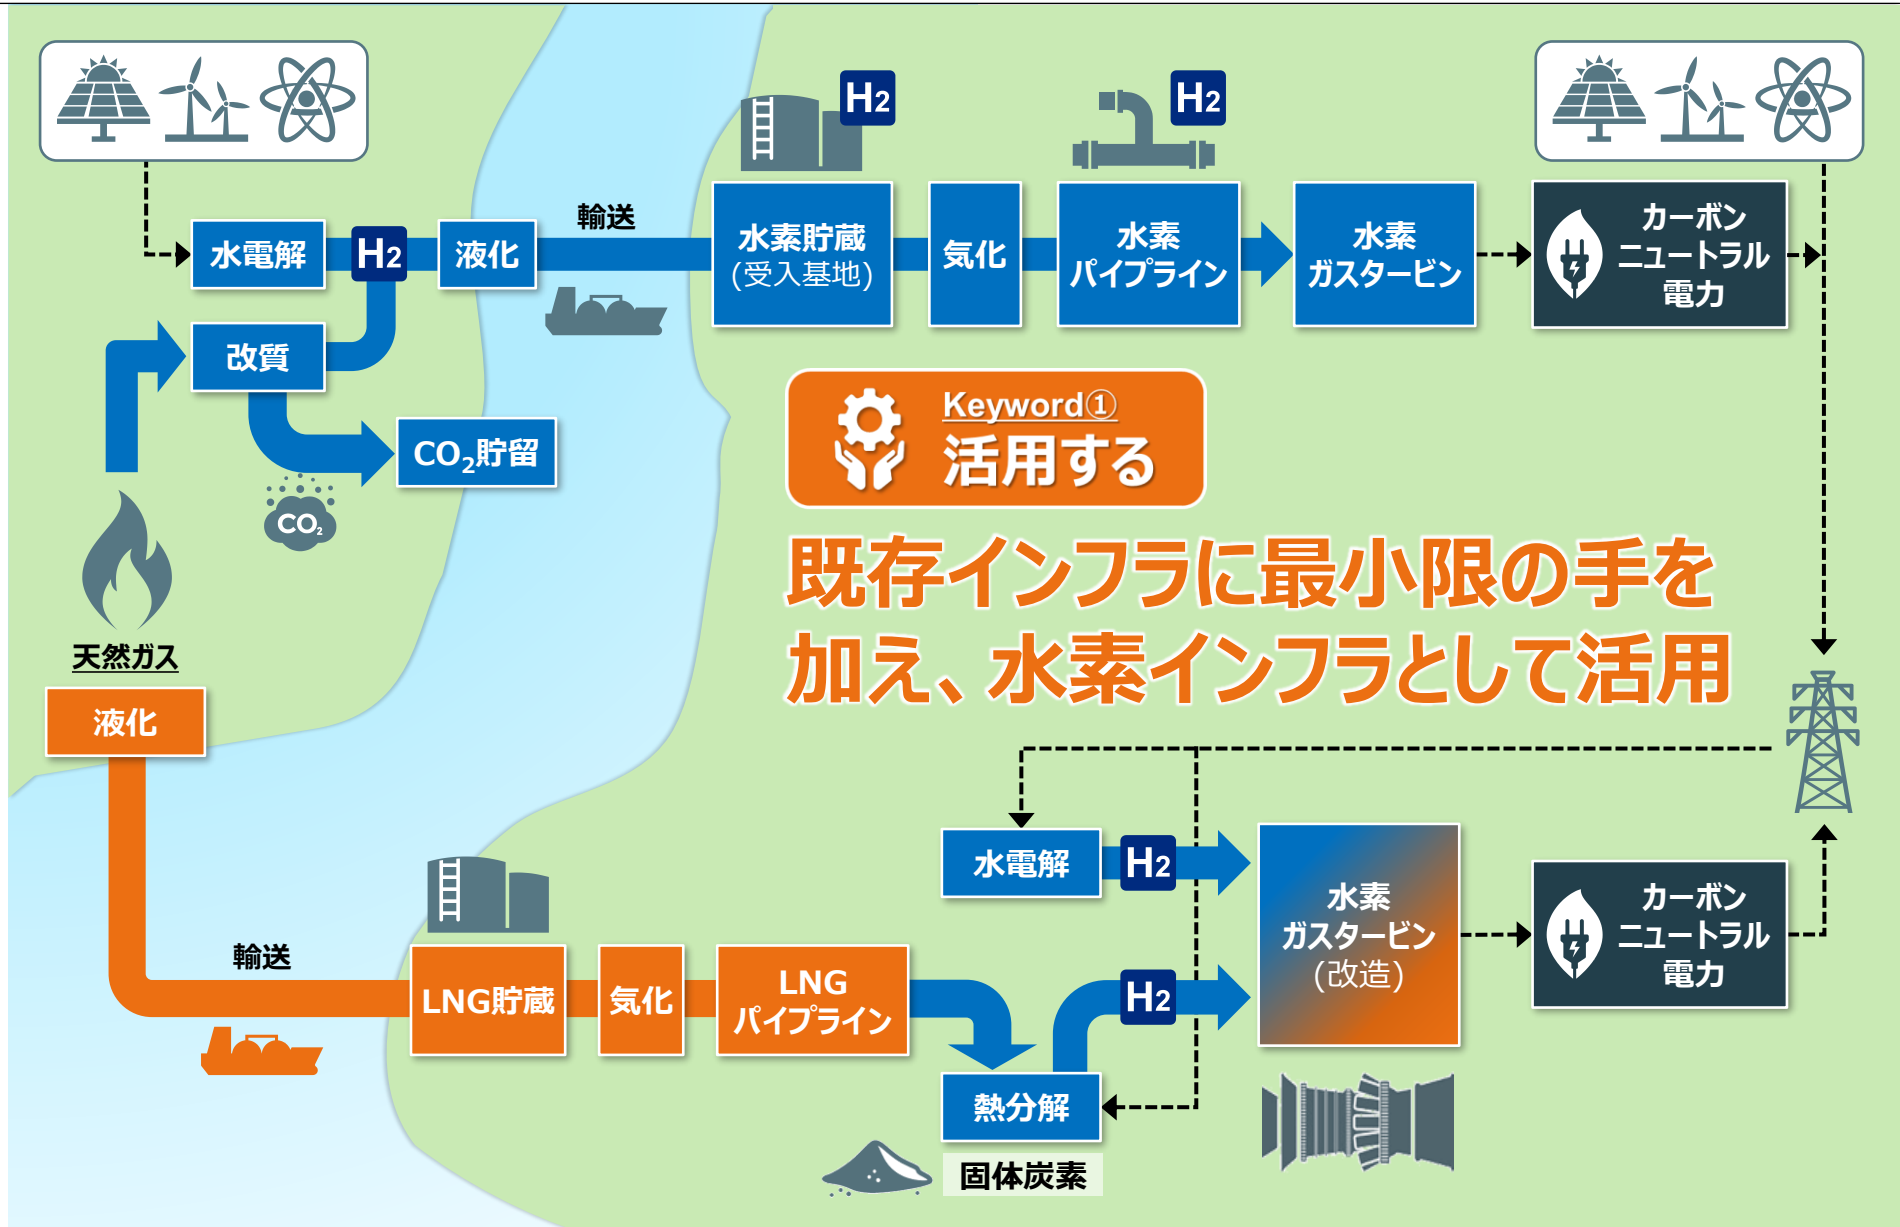 H2
H2
輸送
水電解
H2
液化
水素貯蔵
(受入基地)
気化
水素
パイプライン
水素
ガスタービン
カーボン
ニュートラル
電力
改質
CO2貯留
CO2
天然ガス
Keyword①
活用する
既存インフラに最小限の手を
加え、水素インフラとして活用
液化
輸送
LNG貯蔵
気化
LNG
パイプライン
水電解
H2
H2
熱分解
固体炭素
水素
ガスタービン
(改造)
カーボン
ニュートラル
電力